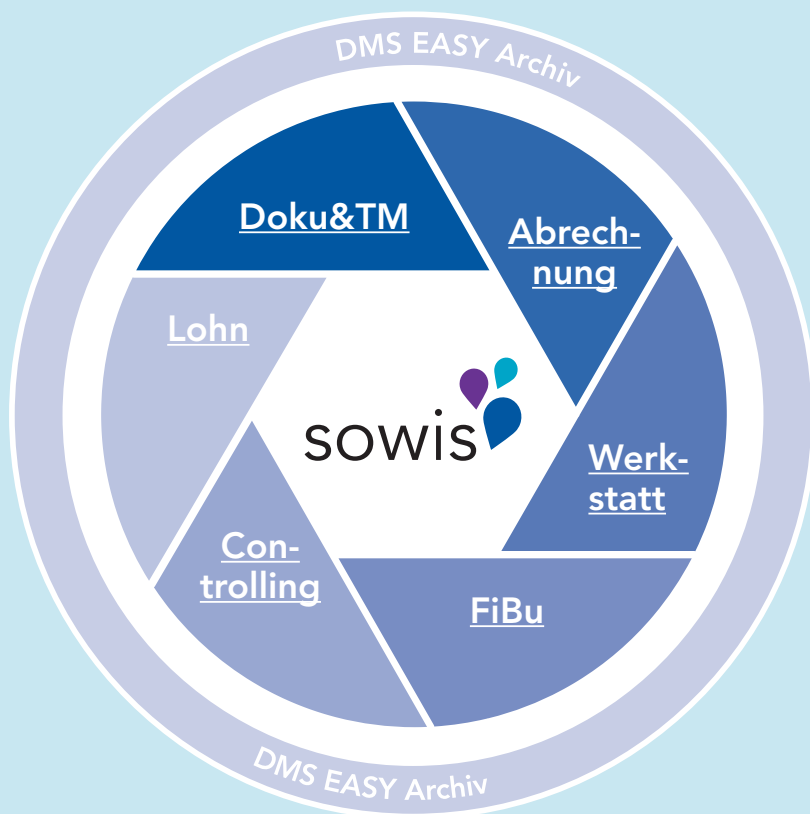 DMS EASY Archiv
Doku&TM
Abrech-
nung
Lohn
sowis
Werk-
statt
Con-
trolling
FiBu
DMS EASY Archiv